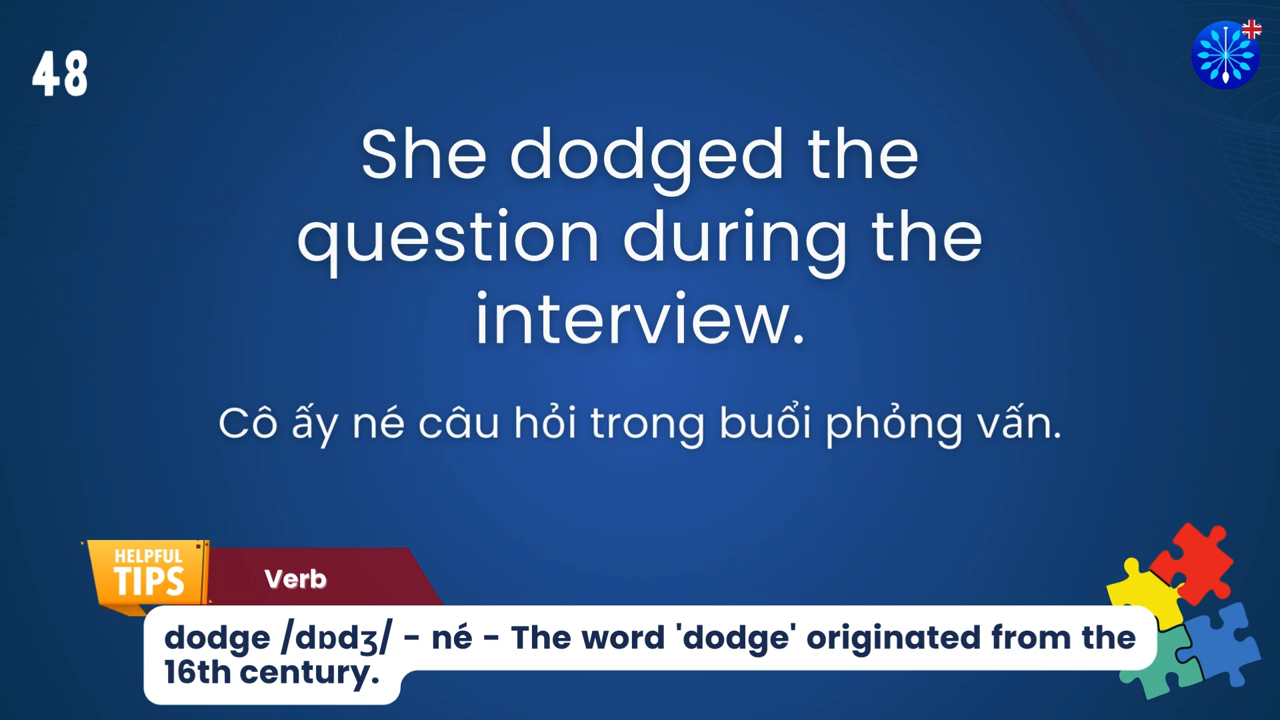 48
She dodged the
question during the
interview.
Cô ấy né câu hỏi trong buổi phỏng vấn.
HELPFUL
TIPS
Verb
dodge /dɒdʒ/ - né - The word 'dodge' originated from the
16th century.